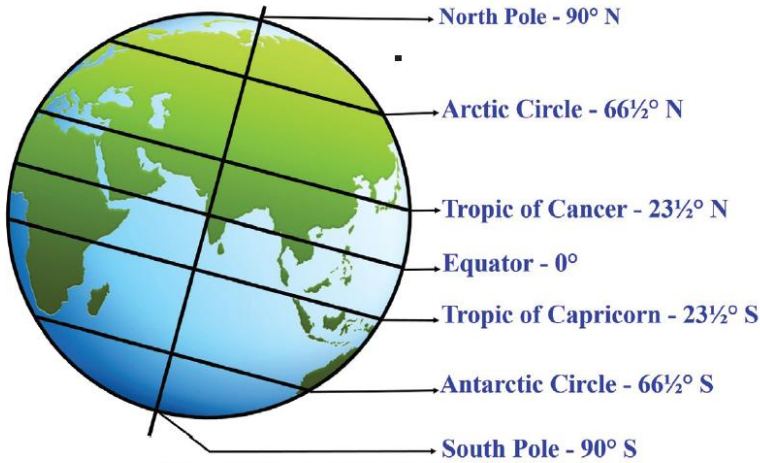 North Pole - 90° N
Arctic Circle - 66½° N
Tropic of Cancer - 23½° N
Equator - 0°
Tropic of Capricorn - 23½° S
Antarctic Circle - 66½° S
South Pole - 90° S